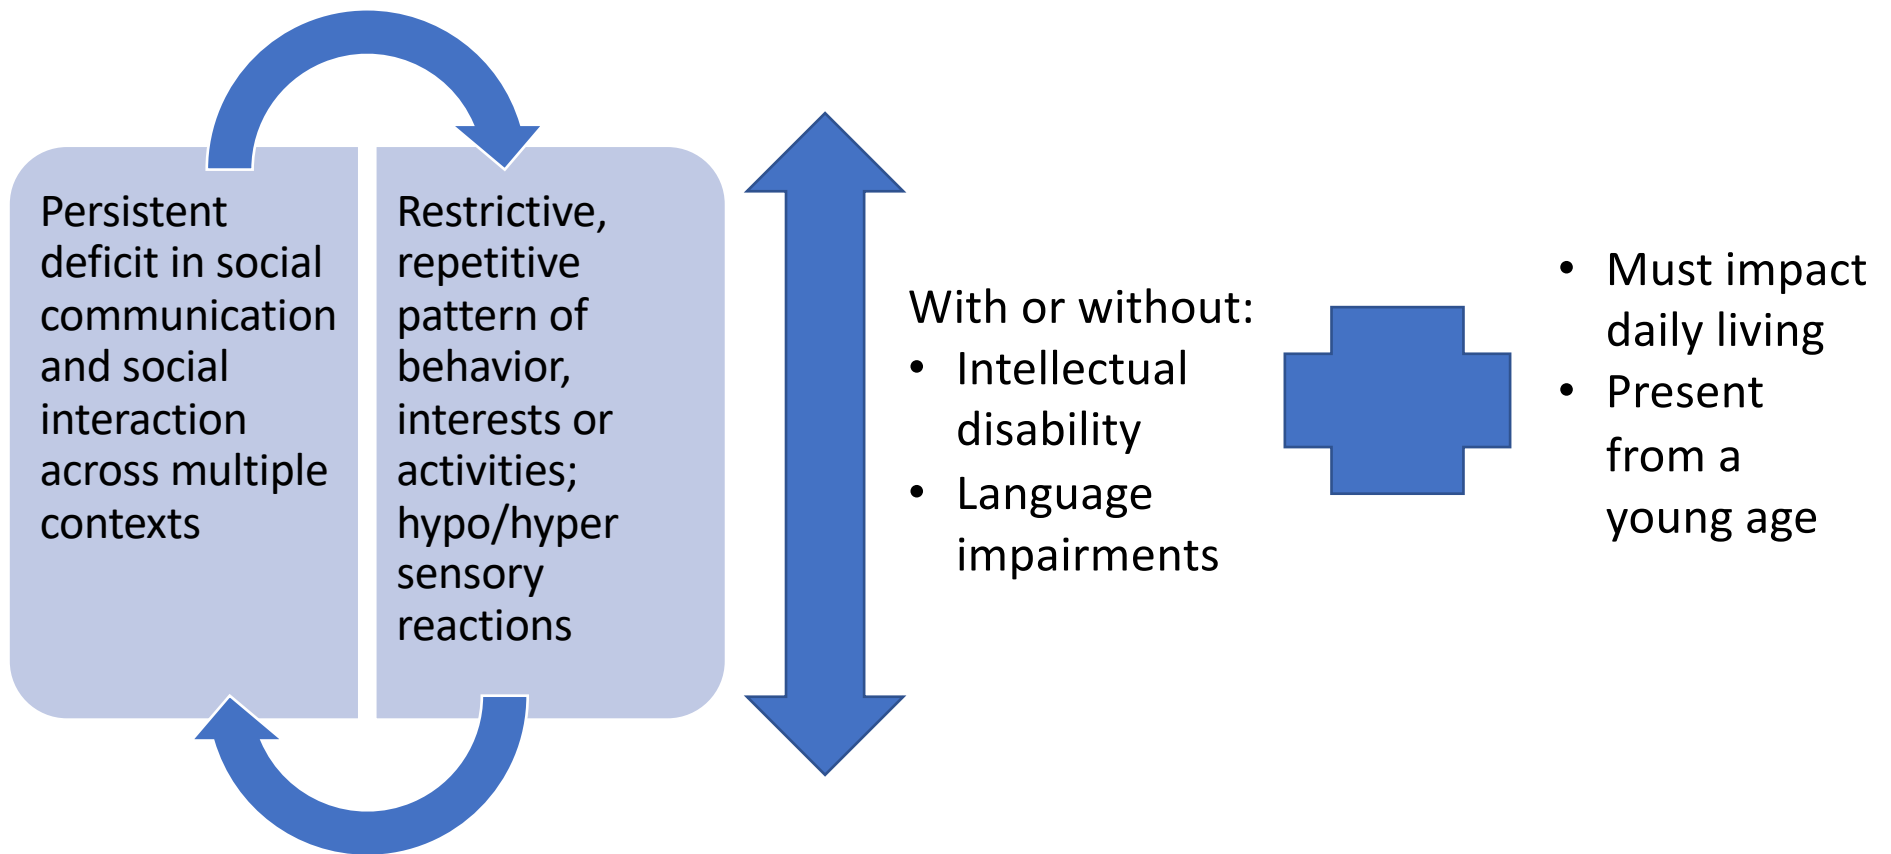 Persistent
deficit in social
communication
and social
interaction
across multiple
contexts
Restrictive,
repetitive
pattern of
behavior,
interests or
activities;
hypo/hyper
sensory
reactions
With or without:
• Intellectual
disability
• Language
impairments
• Must impact
daily living
• Present
from a
young age